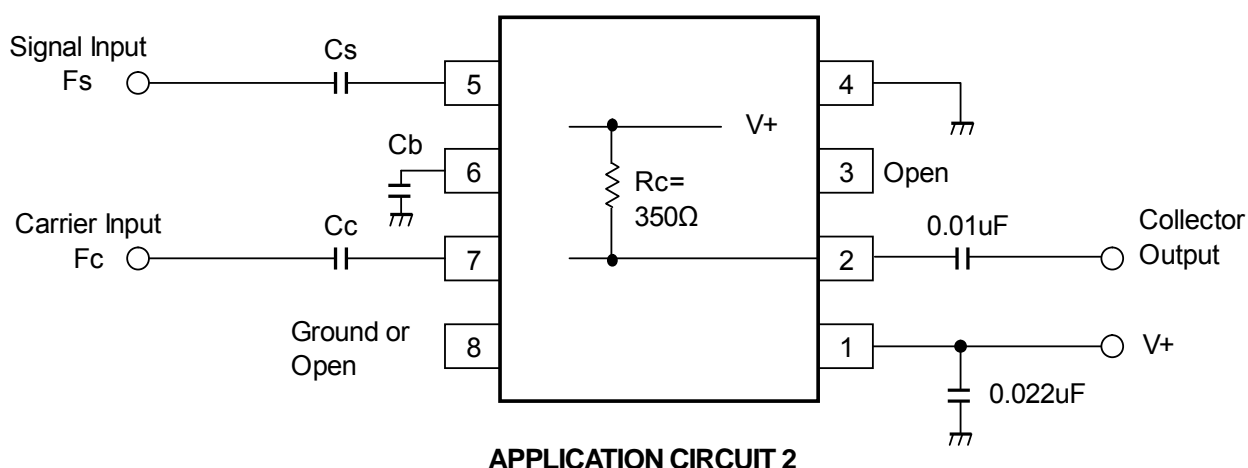 Signal Input
Fs
Cs
5
4
V+
Cb
6
3
Open
Rc=
350Ω
Carrier Input
Fc
Cc
7
2
0.01uF
Collector
Output
Ground or
Open
8
1
V+
0.022uF
APPLICATION CIRCUIT 2